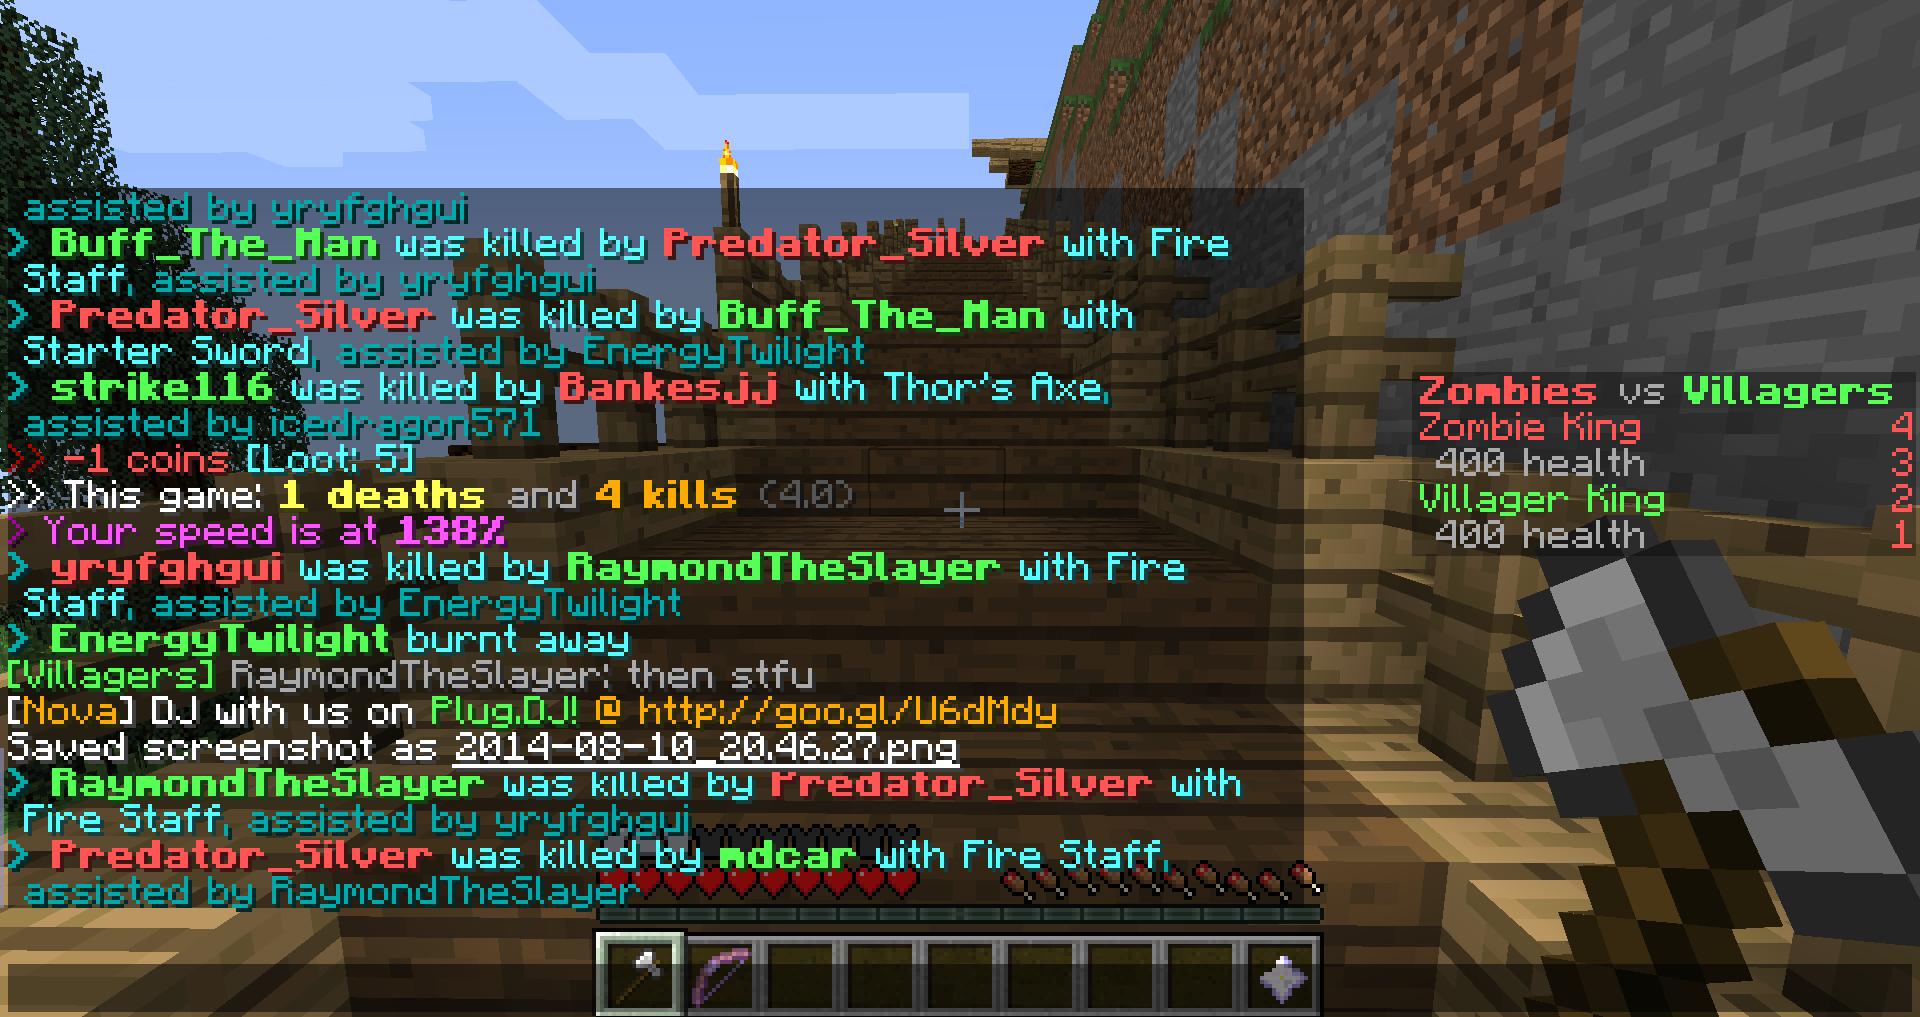 assisted by yryfghgui
> Buff_The_Man was killed by Predator_Silver with Fire
Staff, assisted by yryfghgui
> Predator_Silver was killed by Buff_The_Man with
Starter Sword, assisted by EnergyTwilight
> strike116 was killed by Bankesjj with Thor's Axe,
assisted by icedragon571
>> -1 coins [Loot: 5]
>> This game: 1 deaths and 4 kills (4.0)
> Your speed is at 138%
> yryfghgui was killed by RaymondTheSlayer with Fire
Staff, assisted by EnergyTwilight
> EnergyTwilight burnt away
[Villagers] RaymondTheSlayer: then stfu
[Nova] DJ with us on Plug.DJ! @ http://goo.gl/U6dMdy
Saved screenshot as 2014-08-10_20.46.27.png
> RaymondTheSlayer was killed by Predator_Silver with
Fire Staff, assisted by yryfghgui
> Predator_Silver was killed by mdcar with Fire Staff,
assisted by RaymondTheSlayer
Zombies vs Villagers
Zombie King 4
400 health 3
Villager King 2
400 health 1